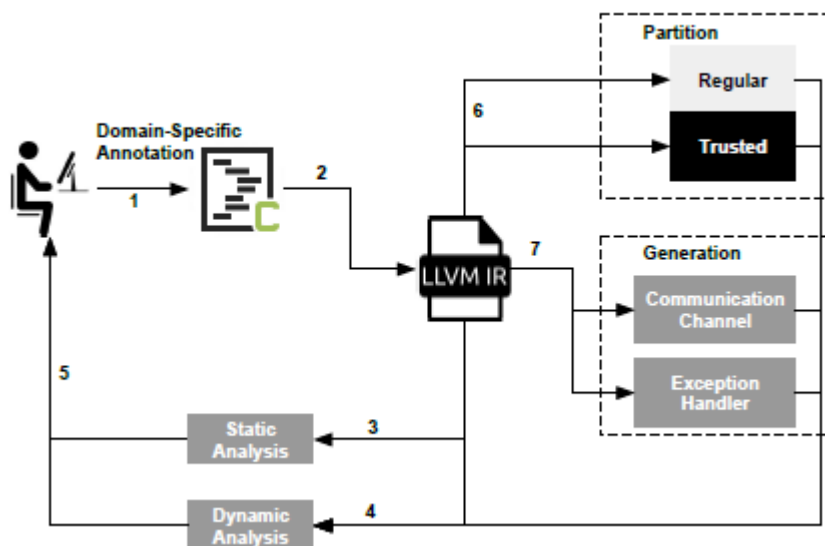 Partition
Regular
6
Trusted
Domain-Specific
Annotation
1
2
C
LLVM IR
7
Generation
Communication
Channel
Exception
Handler
5
Static
Analysis
3
Dynamic
Analysis
4